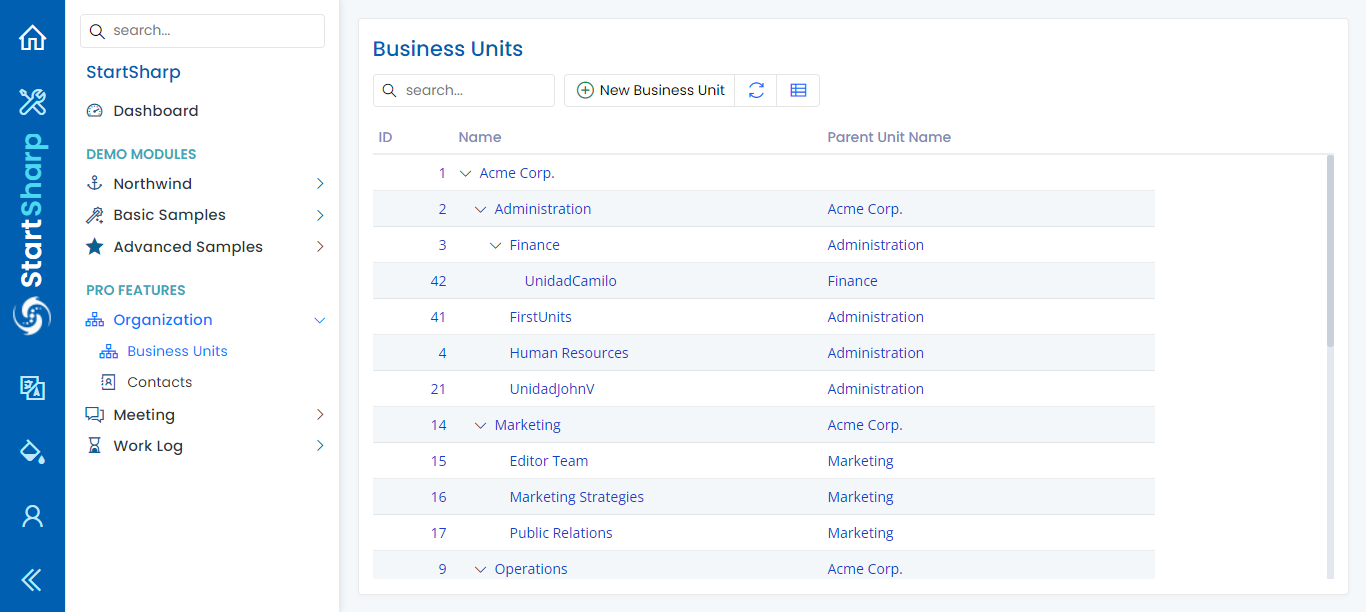 StartSharp
search...
StartSharp
Dashboard
DEMO MODULES
Northwind
Basic Samples
Advanced Samples
PRO FEATURES
Organization
Business Units
Contacts
Meeting
Work Log
Business Units
search...
New Business Unit
ID Name Parent Unit Name
1 Acme Corp.
2 Administration Acme Corp.
3 Finance Administration
42 UnidadCamilo Finance
41 FirstUnits Administration
4 Human Resources Administration
21 UnidadJohnV Administration
14 Marketing Acme Corp.
15 Editor Team Marketing
16 Marketing Strategies Marketing
17 Public Relations Marketing
9 Operations Acme Corp.